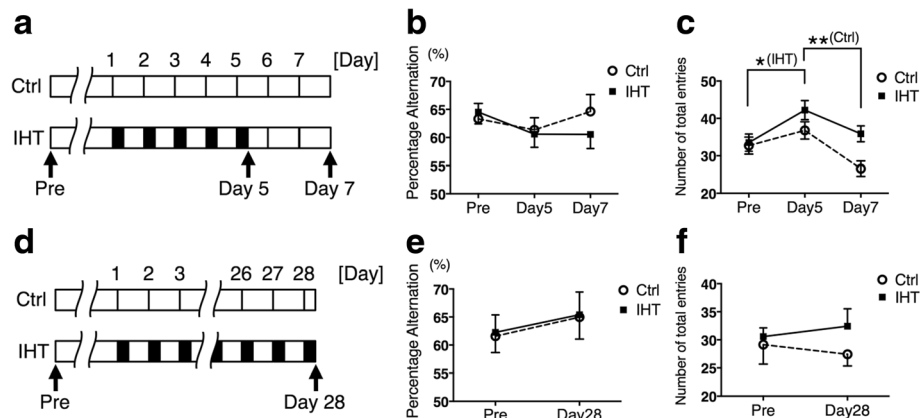 a
1 2 3 4 5 6 7 [Day]
Ctrl
IHT
Pre Day 5 Day 7
b
(%)
Percentage Alternation
70
65
60
55
50
Pre Day5 Day7
Ctrl
IHT
c
*(IHT)
**(Ctrl)
Number of total entries
50
40
30
20
Pre Day5 Day7
Ctrl
IHT
d
1 2 3 26 27 28 [Day]
Ctrl
IHT
Pre Day 28
e
(%)
Percentage Alternation
70
65
60
55
50
Pre Day28
Ctrl
IHT
f
Number of total entries
40
35
30
25
20
Pre Day28
Ctrl
IHT